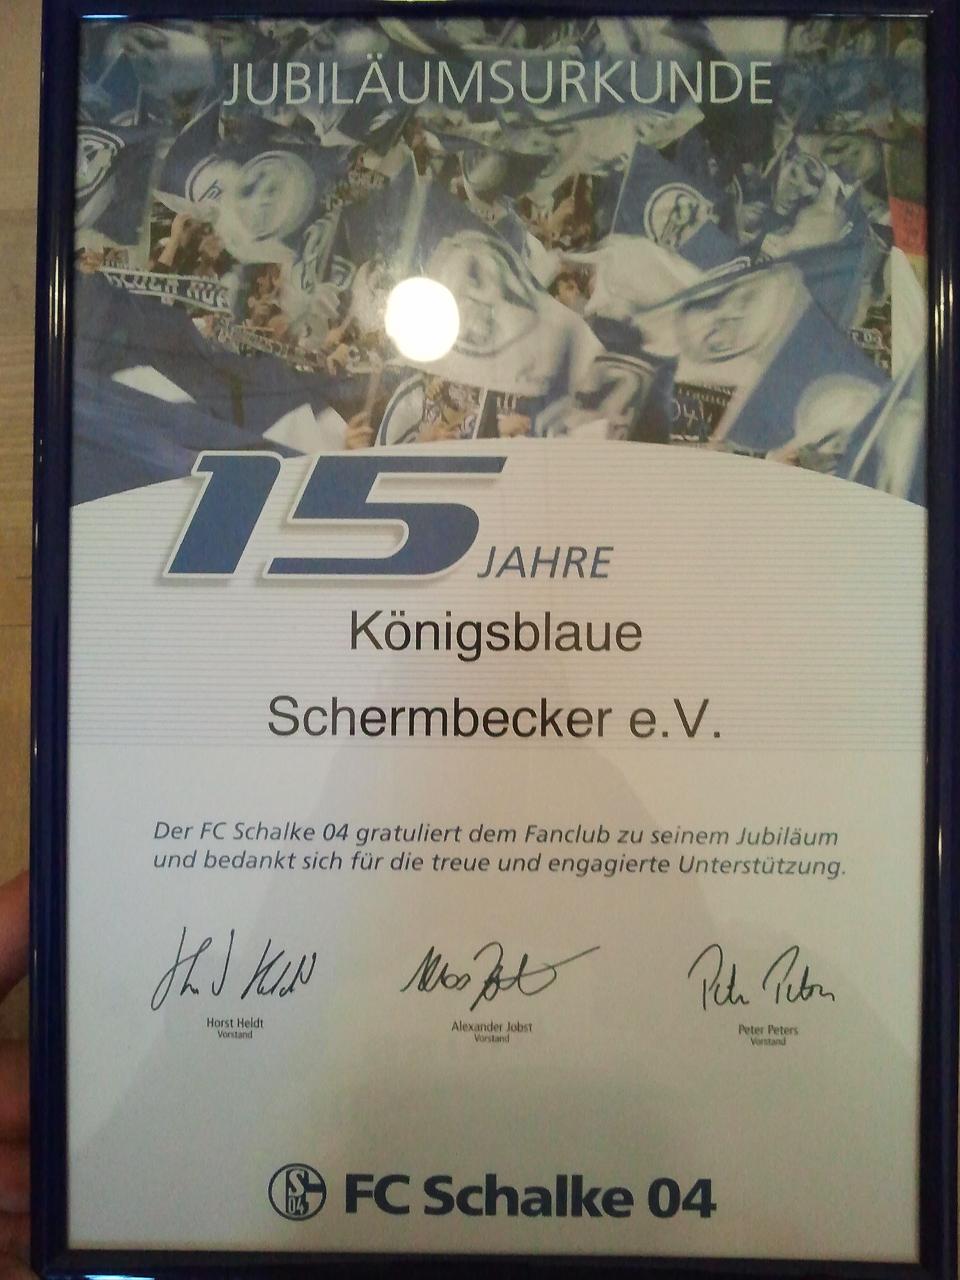 JUBILÄUMSURKUNDE
15 JAHRE
Königsblaue
Schermbecker e.V.
Der FC Schalke 04 gratuliert dem Fanclub zu seinem Jubiläum
und bedankt sich für die treue und engagierte Unterstützung.
Horst Heldt
Vorstand
Alexander Jobst
Vorstand
Peter Peters
Vorstand
S 04 FC Schalke 04